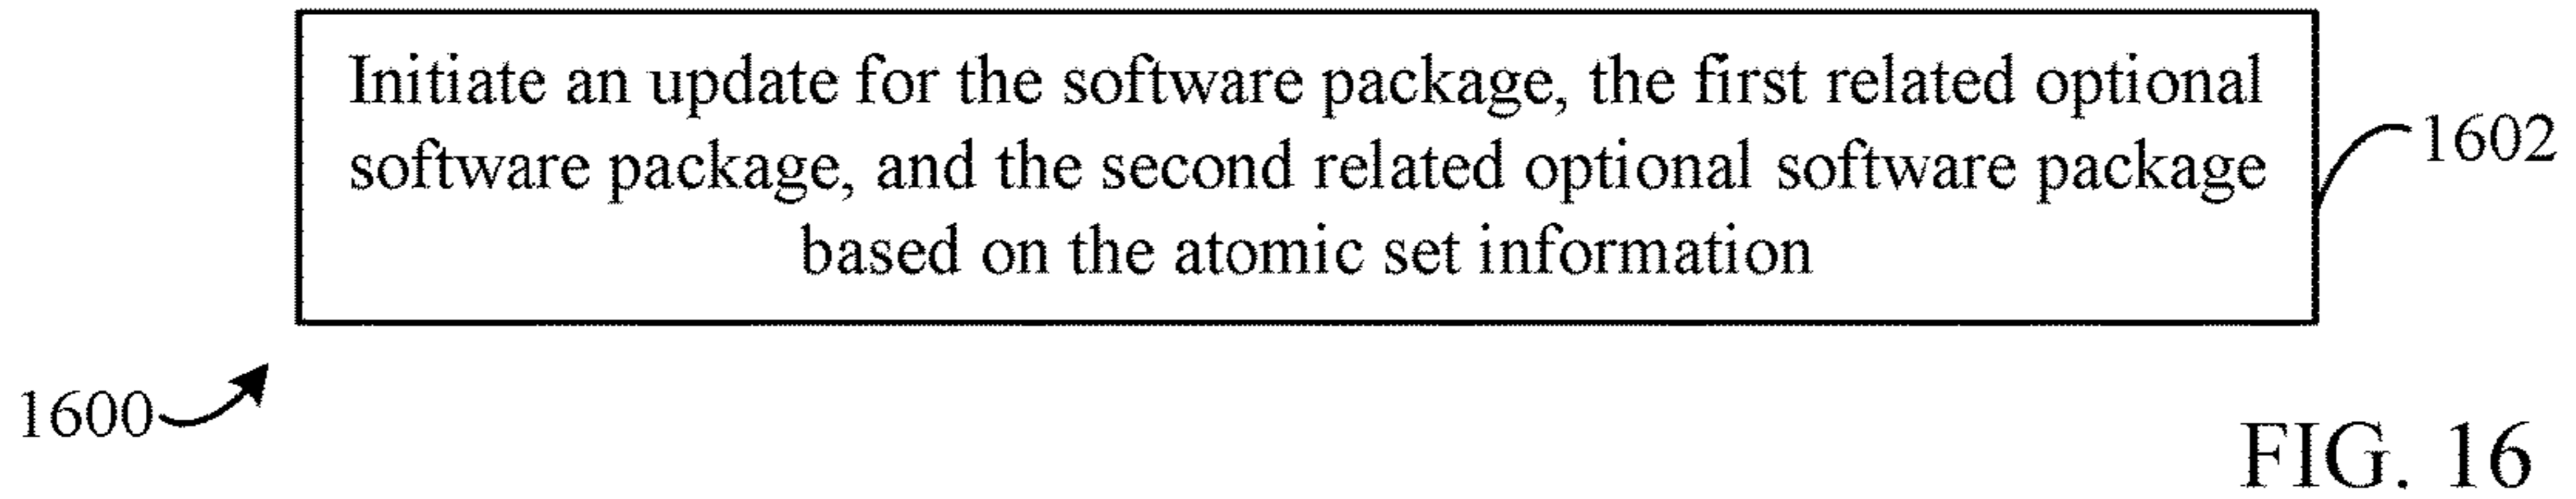 Initiate an update for the software package, the first related optional
software package, and the second related optional software package
based on the atomic set information
1602
1600
FIG. 16